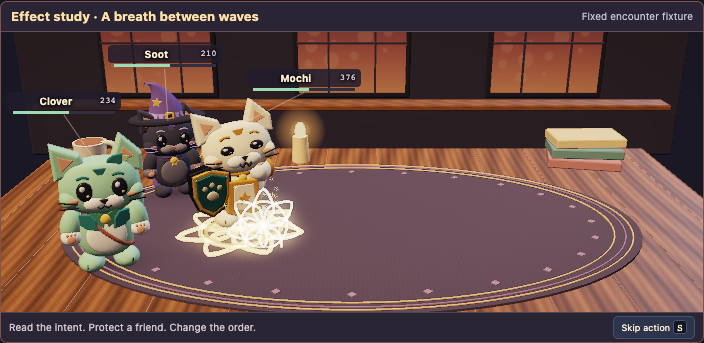 Effect study · A breath between waves
Fixed encounter fixture
Soot 210
Mochi 376
Clover 234
Read the intent. Protect a friend. Change the order.
Skip action S